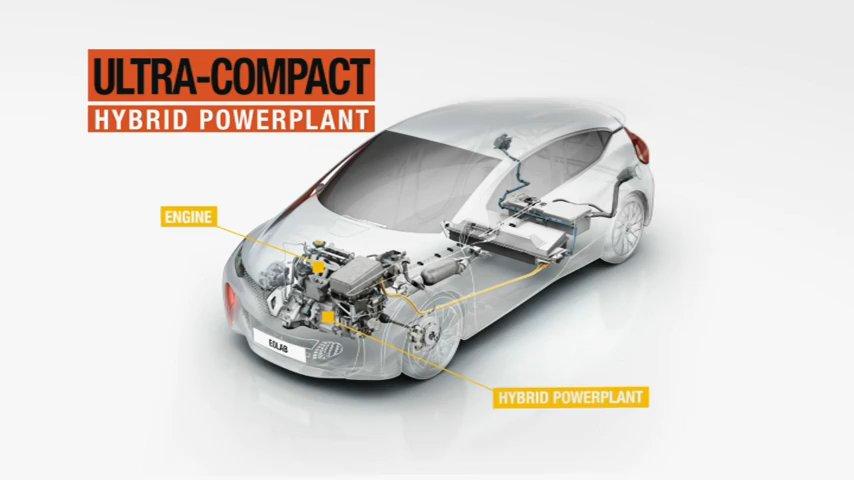 ULTRA-COMPACT
HYBRID POWERPLANT
ENGINE
EOLAB
HYBRID POWERPLANT